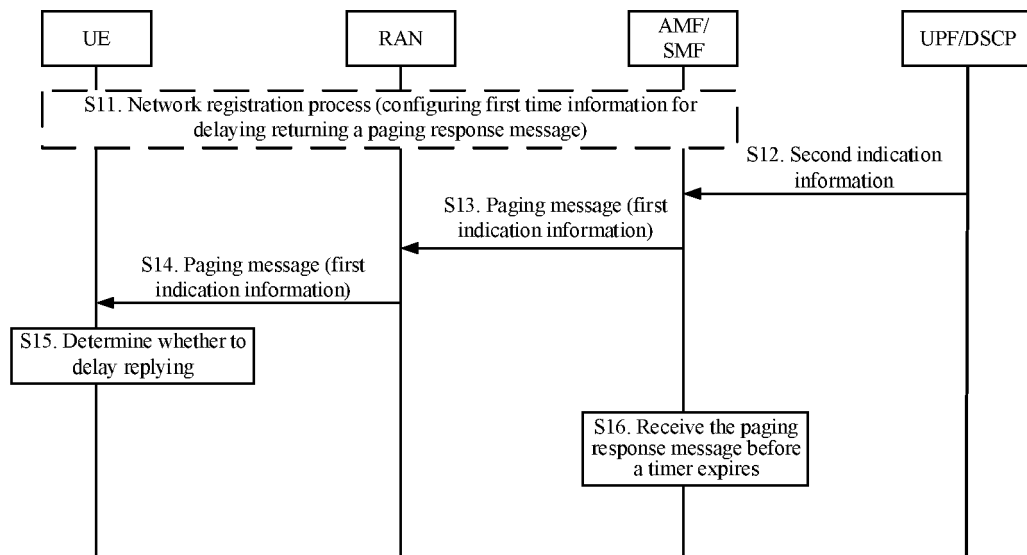 UE
RAN
AMF/
SMF
UPF/DSCP
S11. Network registration process (configuring first time information for
delaying returning a paging response message)
S12. Second indication
information
S13. Paging message (first
indication information)
S14. Paging message (first
indication information)
S15. Determine whether to
delay replying
S16. Receive the paging
response message before
a timer expires